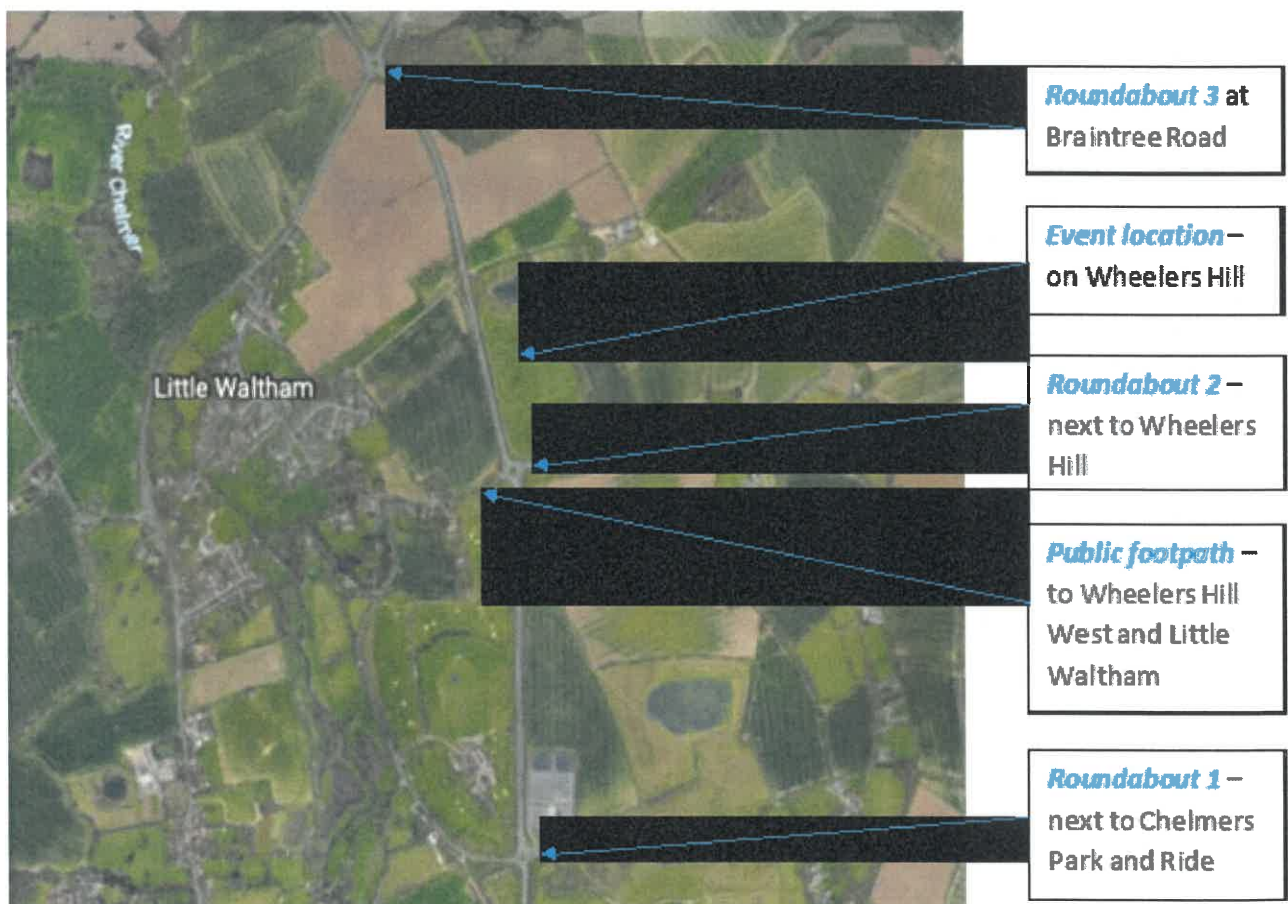 Roundabout 3 at
Braintree Road
Event location –
on Wheelers Hill
Roundabout 2 –
next to Wheelers
Hill
Public footpath –
to Wheelers Hill
West and Little
Waltham
Roundabout 1 –
next to Chelmers
Park and Ride
River Chelmer
Little Waltham